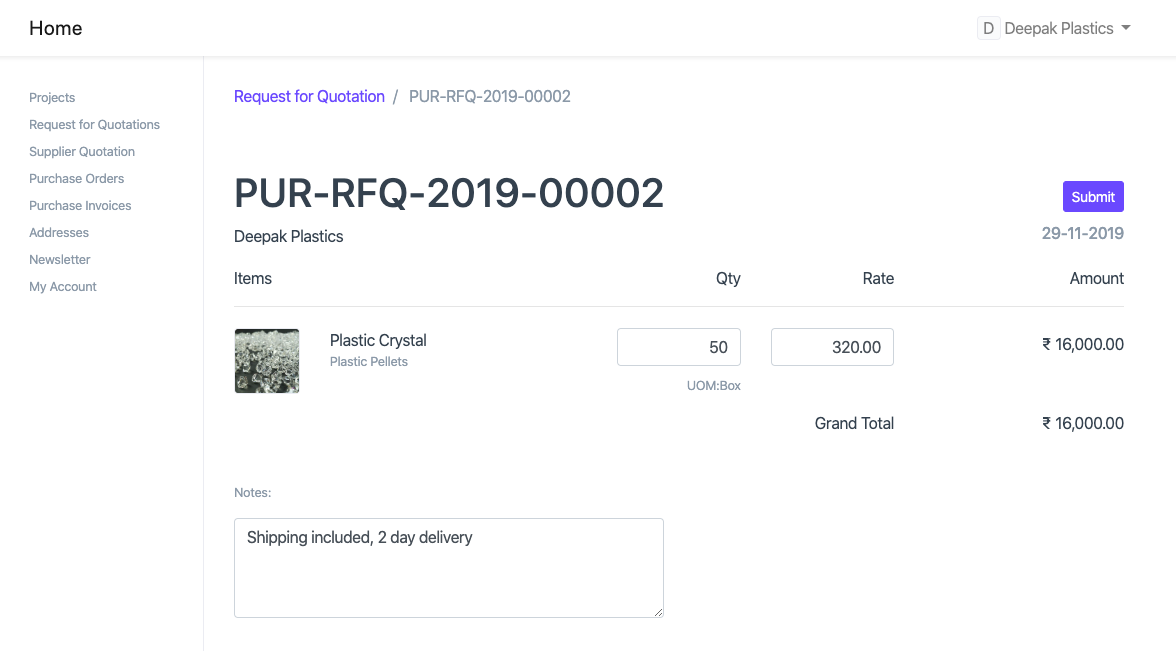 Home
D Deepak Plastics
Projects
Request for Quotations
Supplier Quotation
Purchase Orders
Purchase Invoices
Addresses
Newsletter
My Account
Request for Quotation / PUR-RFQ-2019-00002
PUR-RFQ-2019-00002
Submit
Deepak Plastics
29-11-2019
Items Qty Rate Amount
Plastic Crystal 50 320.00 ₹ 16,000.00
Plastic Pellets
UOM:Box
Grand Total ₹ 16,000.00
Notes:
Shipping included, 2 day delivery